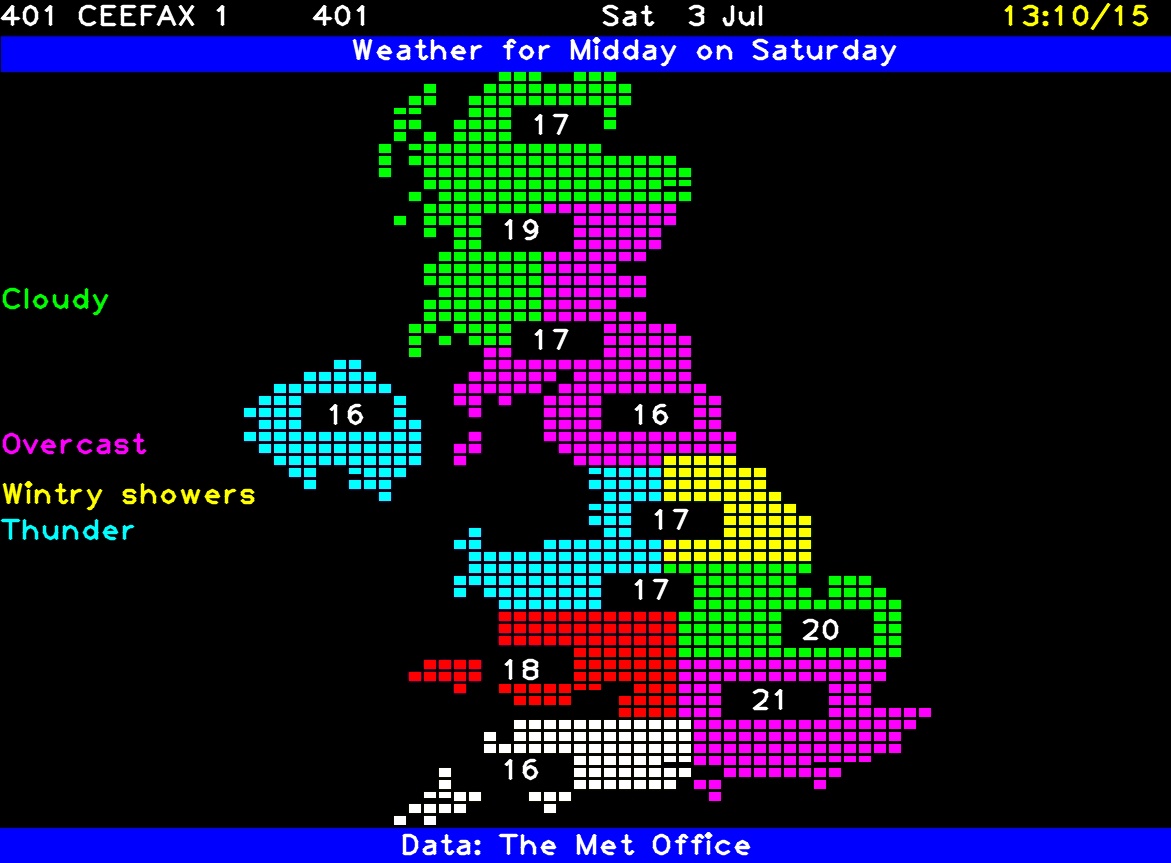 401 CEEFAX 1 401 Sat 3 Jul 13:10/15
Weather for Midday on Saturday
17
19
Cloudy
17
16
16
Overcast
Wintry showers
17
Thunder
17
20
18
21
16
Data: The Met Office